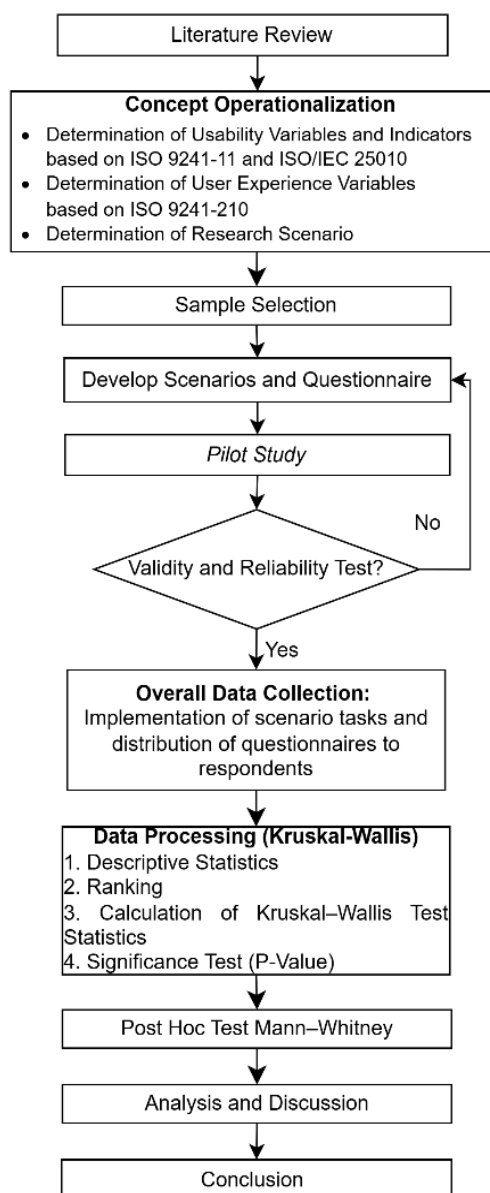 Literature Review
Concept Operationalization
• Determination of Usability Variables and Indicators
based on ISO 9241-11 and ISO/IEC 25010
• Determination of User Experience Variables
based on ISO 9241-210
• Determination of Research Scenario
Sample Selection
Develop Scenarios and Questionnaire
Pilot Study
No
Validity and Reliability Test?
Yes
Overall Data Collection:
Implementation of scenario tasks and
distribution of questionnaires to
respondents
Data Processing (Kruskal-Wallis)
1. Descriptive Statistics
2. Ranking
3. Calculation of Kruskal–Wallis Test
Statistics
4. Significance Test (P-Value)
Post Hoc Test Mann–Whitney
Analysis and Discussion
Conclusion